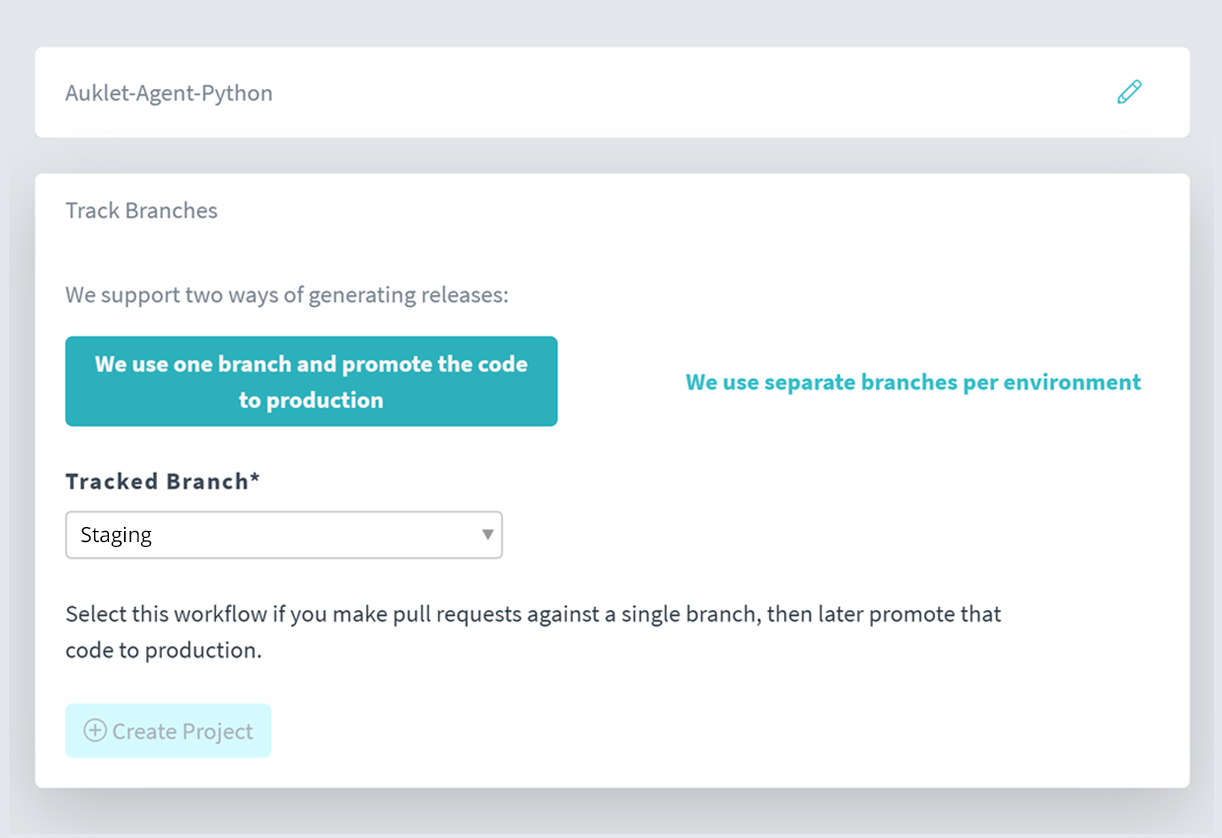 Auklet-Agent-Python
Track Branches
We support two ways of generating releases:
We use one branch and promote the code
to production
We use separate branches per environment
Tracked Branch*
Staging
Select this workflow if you make pull requests against a single branch, then later promote that
code to production.
Create Project